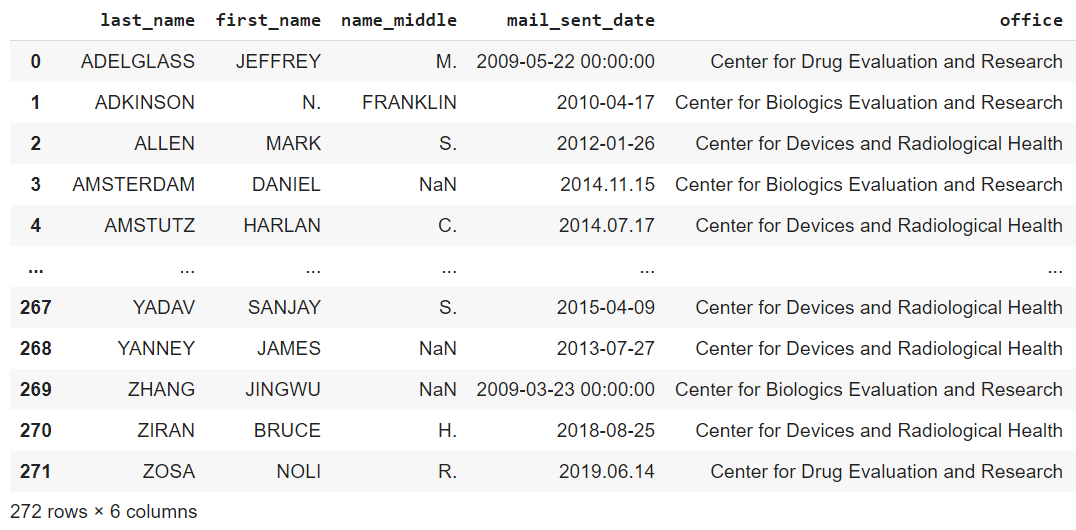 last_name first_name name_middle mail_sent_date office
0 ADELGLASS JEFFREY M. 2009-05-22 00:00:00 Center for Drug Evaluation and Research
1 ADKINSON N. FRANKLIN 2010-04-17 Center for Biologics Evaluation and Research
2 ALLEN MARK S. 2012-01-26 Center for Devices and Radiological Health
3 AMSTERDAM DANIEL NaN 2014.11.15 Center for Biologics Evaluation and Research
4 AMSTUTZ HARLAN C. 2014.07.17 Center for Devices and Radiological Health
... ... ... ... ... ...
267 YADAV SANJAY S. 2015-04-09 Center for Devices and Radiological Health
268 YANNEY JAMES NaN 2013-07-27 Center for Devices and Radiological Health
269 ZHANG JINGWU NaN 2009-03-23 00:00:00 Center for Biologics Evaluation and Research
270 ZIRAN BRUCE H. 2018-08-25 Center for Devices and Radiological Health
271 ZOSA NOLI R. 2019.06.14 Center for Drug Evaluation and Research
272 rows × 6 columns